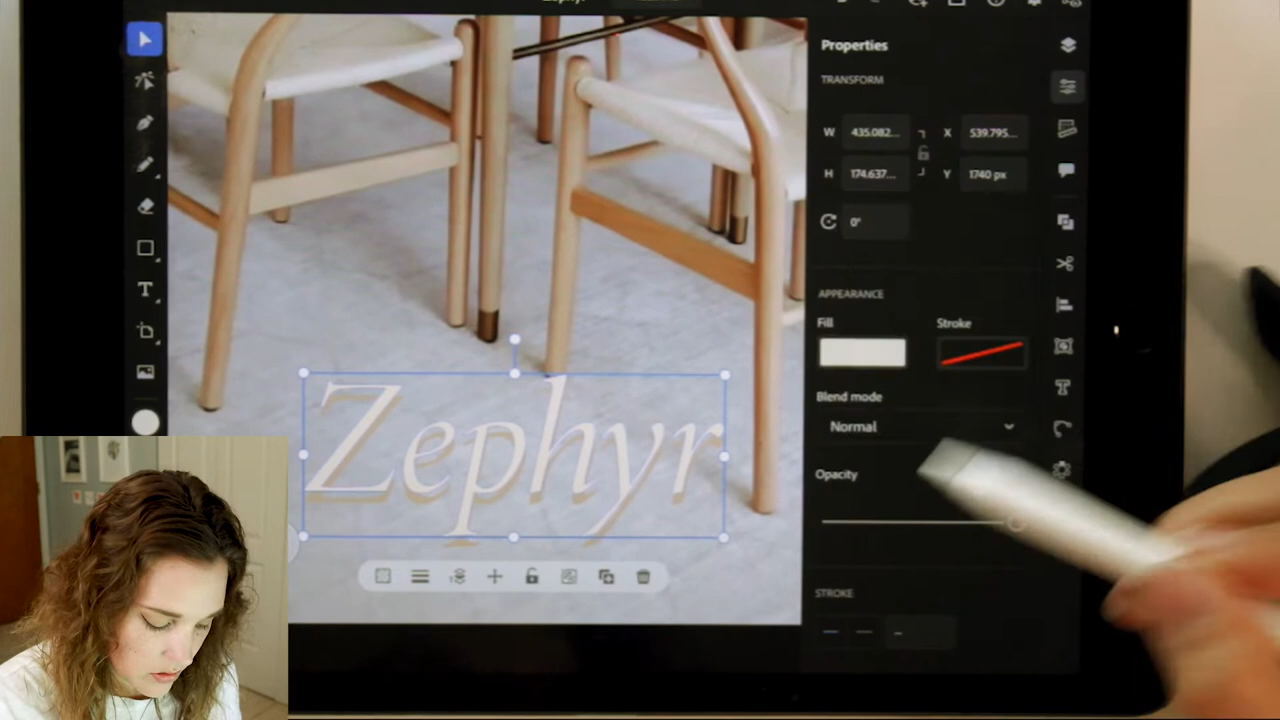 Zephyr
Properties
TRANSFORM
W 435.082... X 539.795...
H 174.637... Y 1740 px
0°
APPEARANCE
Fill Stroke
Blend mode
Normal
Opacity
Zephyr
STROKE